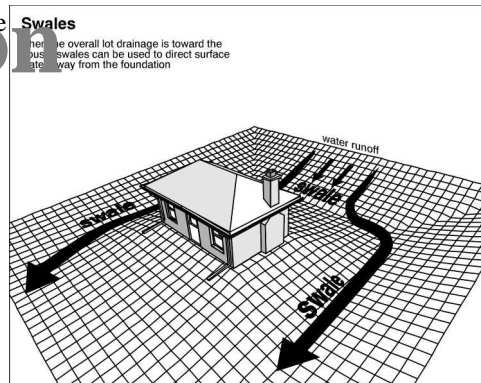 Swales
overall lot drainage is toward the
swales can be used to direct surface
away from the foundation
water runoff
swale
Swale
Swale